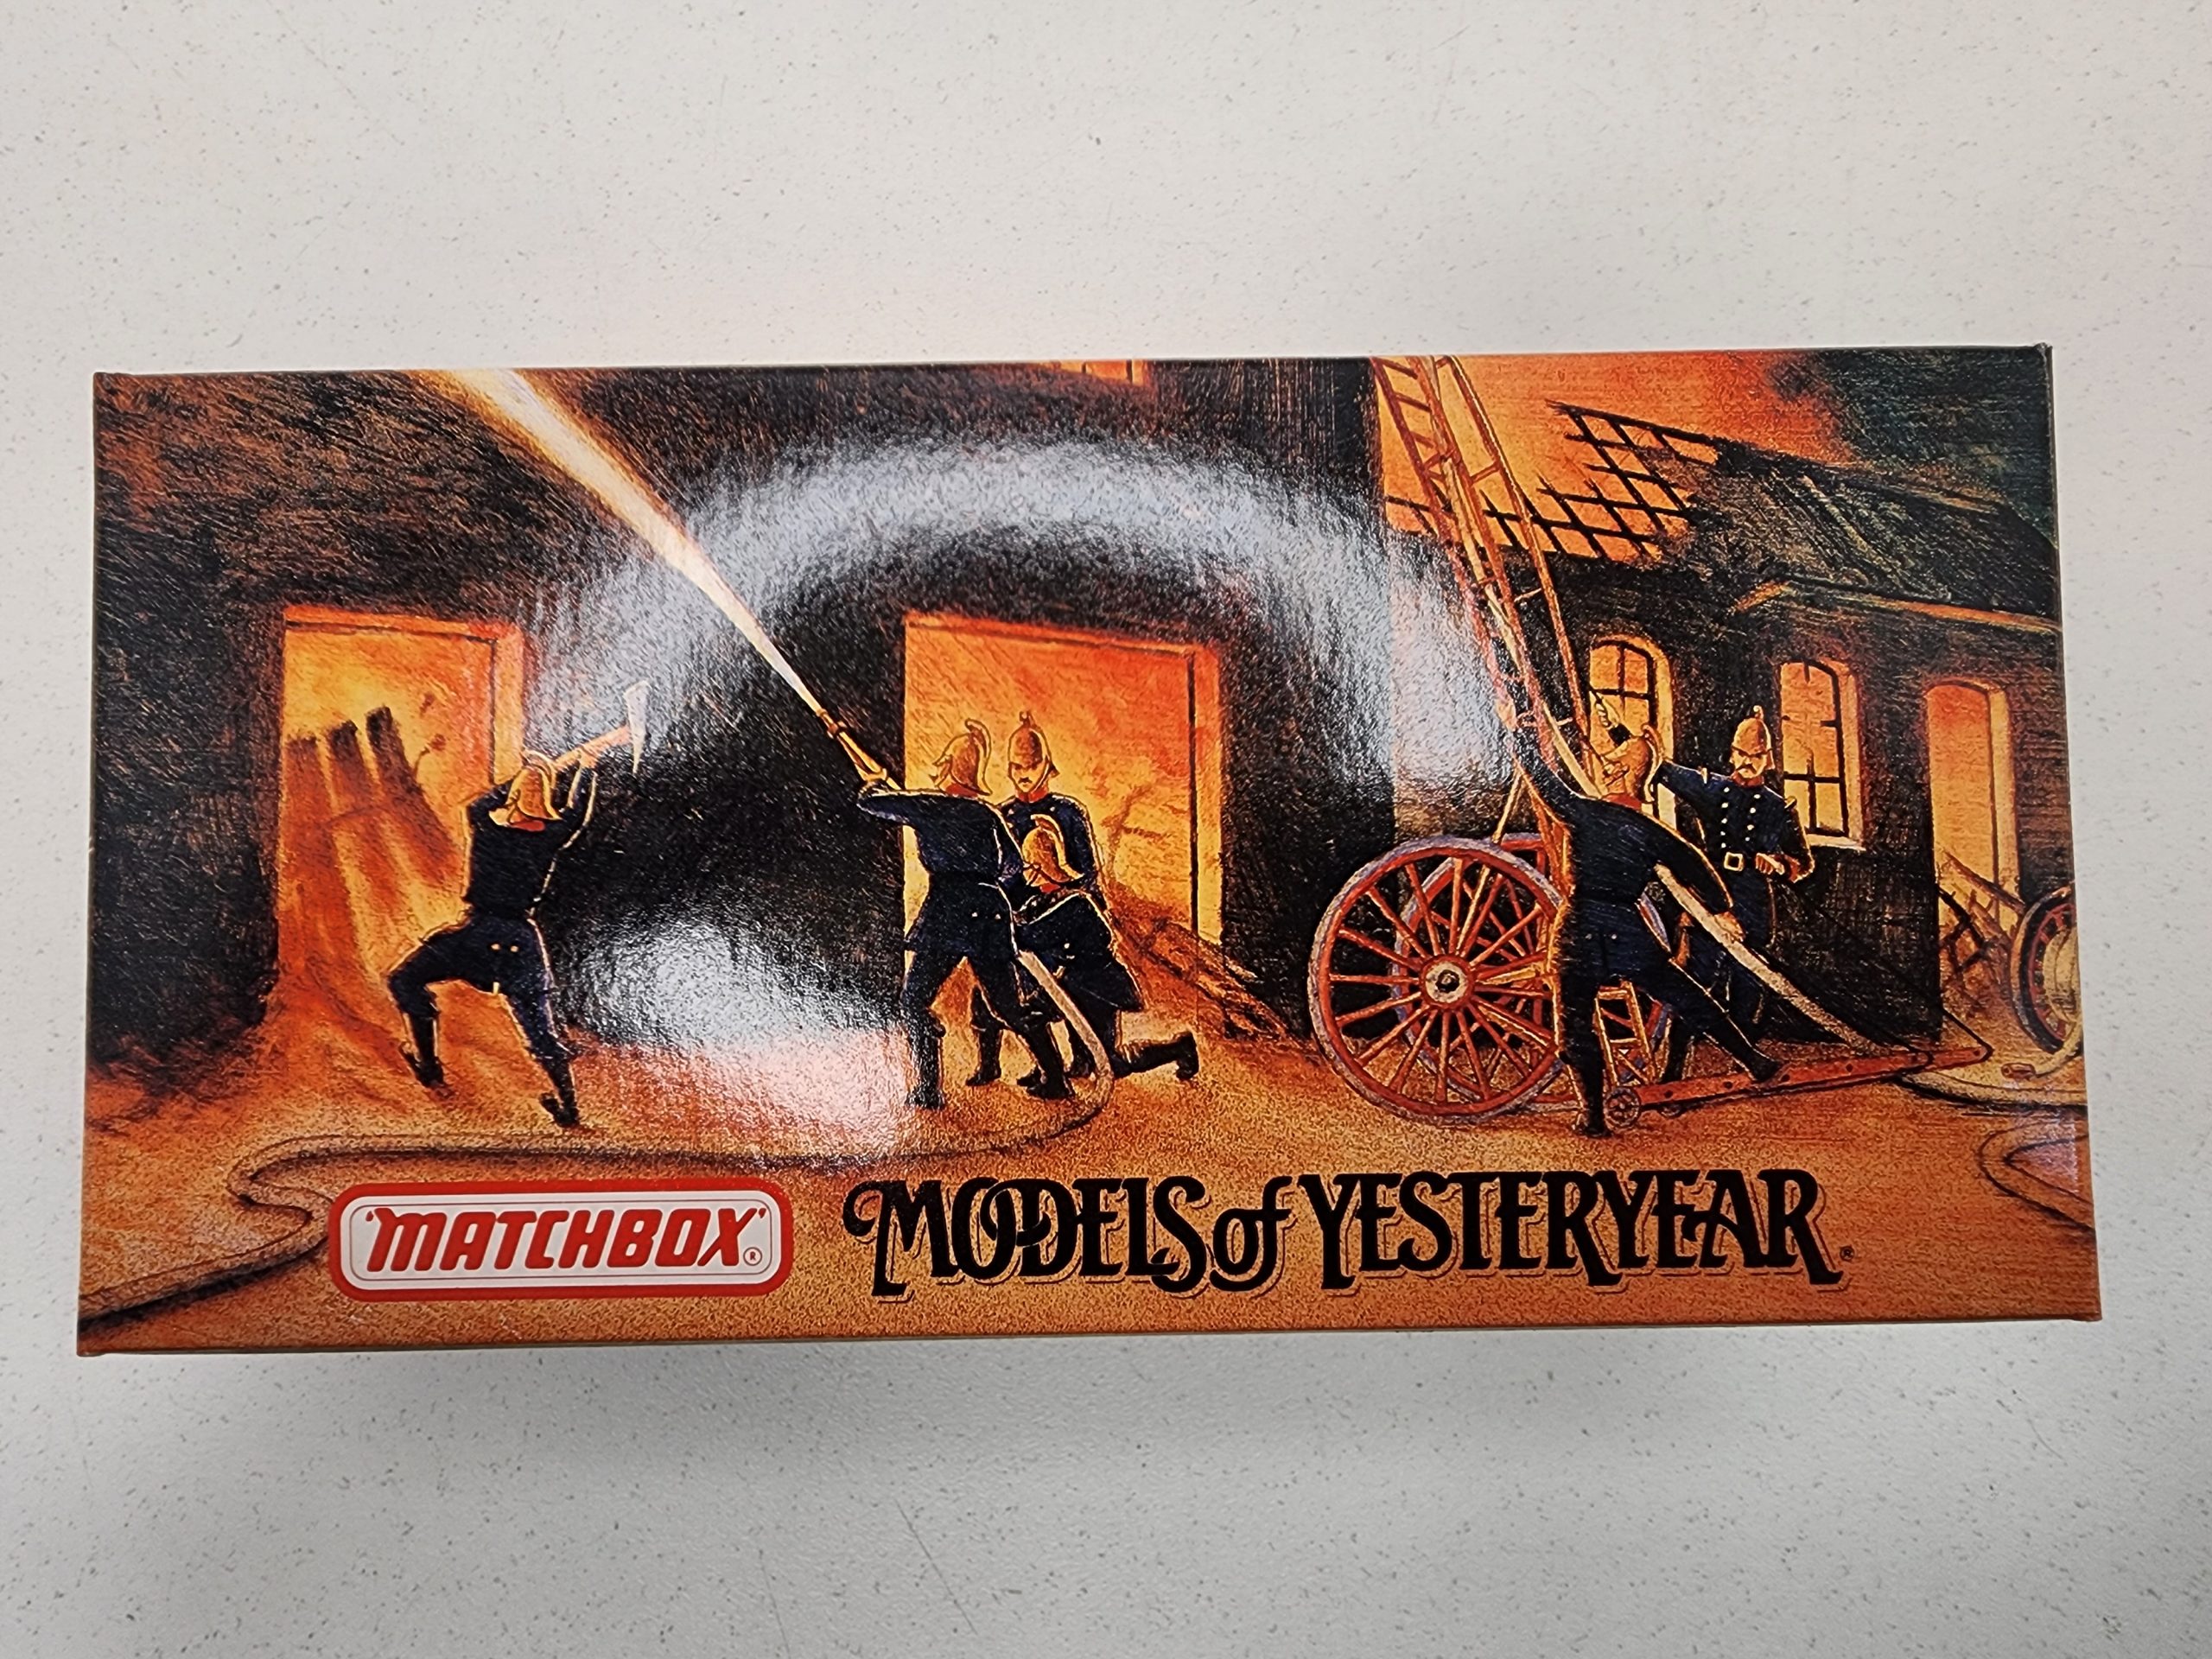 'MATCHBOX'®
MODELS of YESTERYEAR®